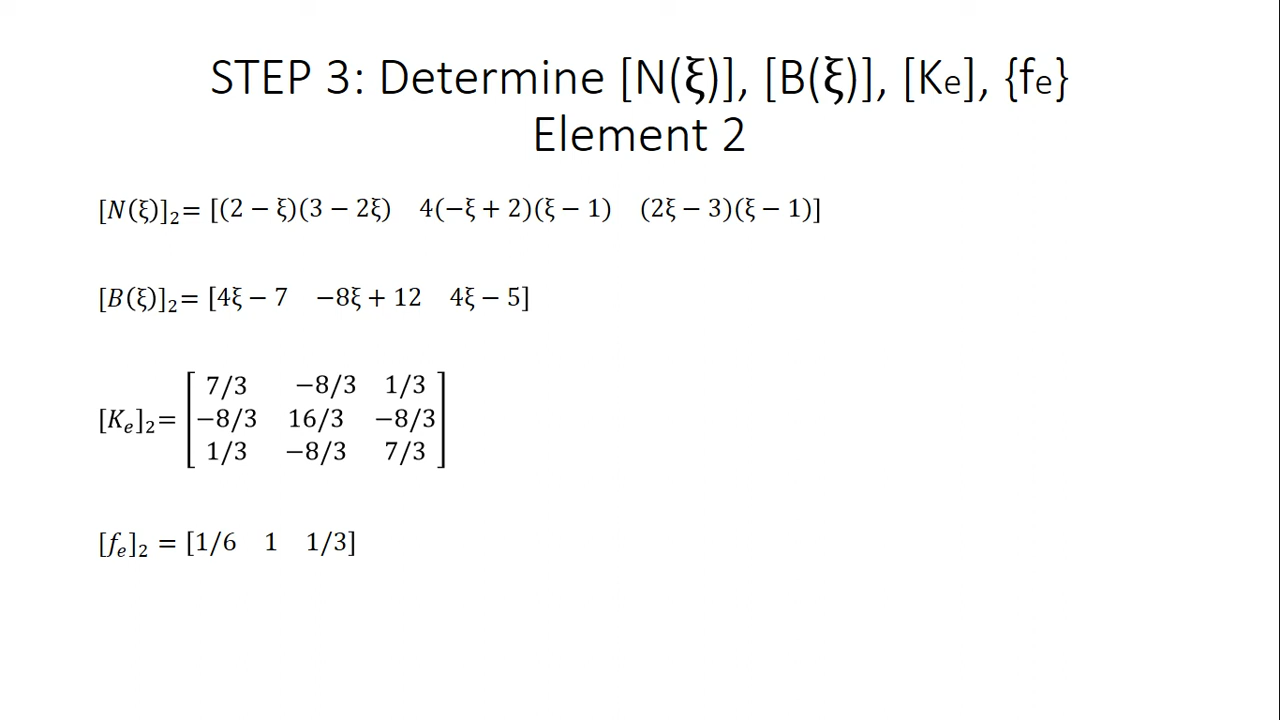 STEP 3: Determine [N(ξ)], [B(ξ)], [Ke], {fe}
Element 2
[N(ξ)]₂= [(2 − ξ)(3 − 2ξ) 4(−ξ + 2)(ξ − 1) (2ξ − 3)(ξ − 1)]
[B(ξ)]₂= [4ξ − 7 −8ξ + 12 4ξ − 5]
7/3 −8/3 1/3
[Kₑ]₂= −8/3 16/3 −8/3
1/3 −8/3 7/3
[fₑ]₂ = [1/6 1 1/3]